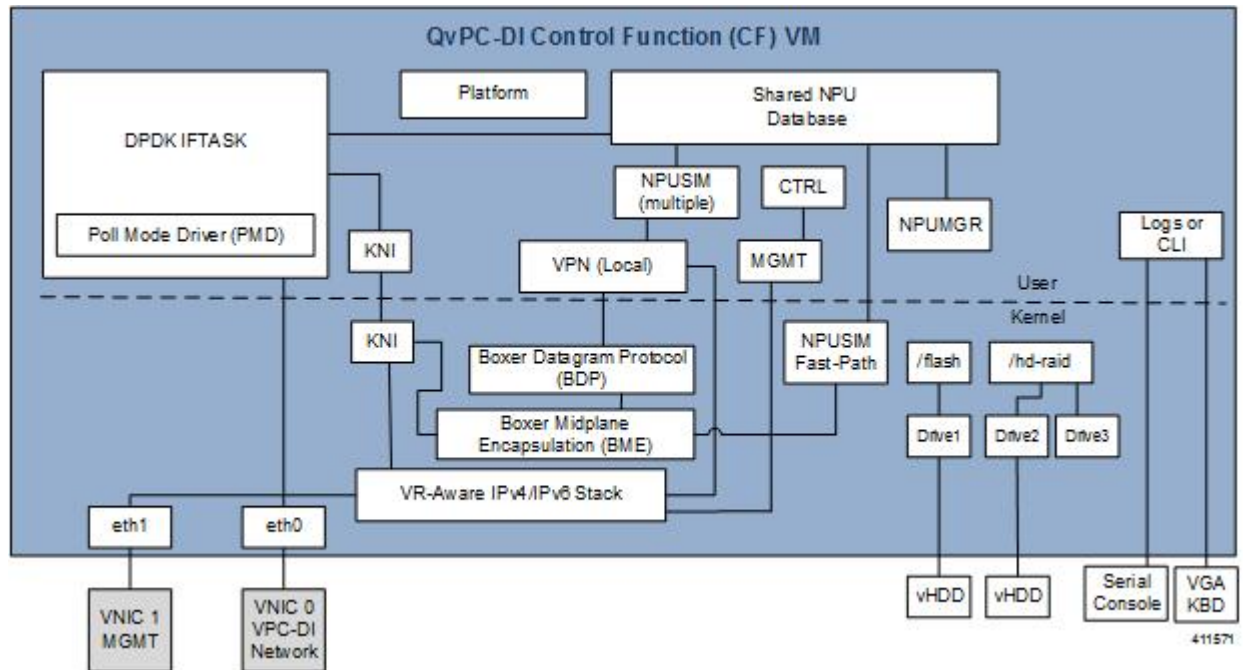 QvPC-DI Control Function (CF) VM
Platform
Shared NPU
Database
DPDK IFTASK
Poll Mode Driver (PMD)
KNI
NPUSIM
(multiple)
CTRL
NPUMGR
Logs or
CLI
VPN (Local)
MGMT
User
Kernel
KNI
Boxer Datagram Protocol
(BDP)
NPUSIM
Fast-Path
/flash
/hd-raid
Boxer Midplane
Encapsulation (BME)
Drive1
Drive2
Drive3
VR-Aware IPv4/IPv6 Stack
eth1
eth0
VNIC 1
MGMT
VNIC 0
VPC-DI
Network
vHDD
vHDD
Serial
Console
VGA
KBD
411571